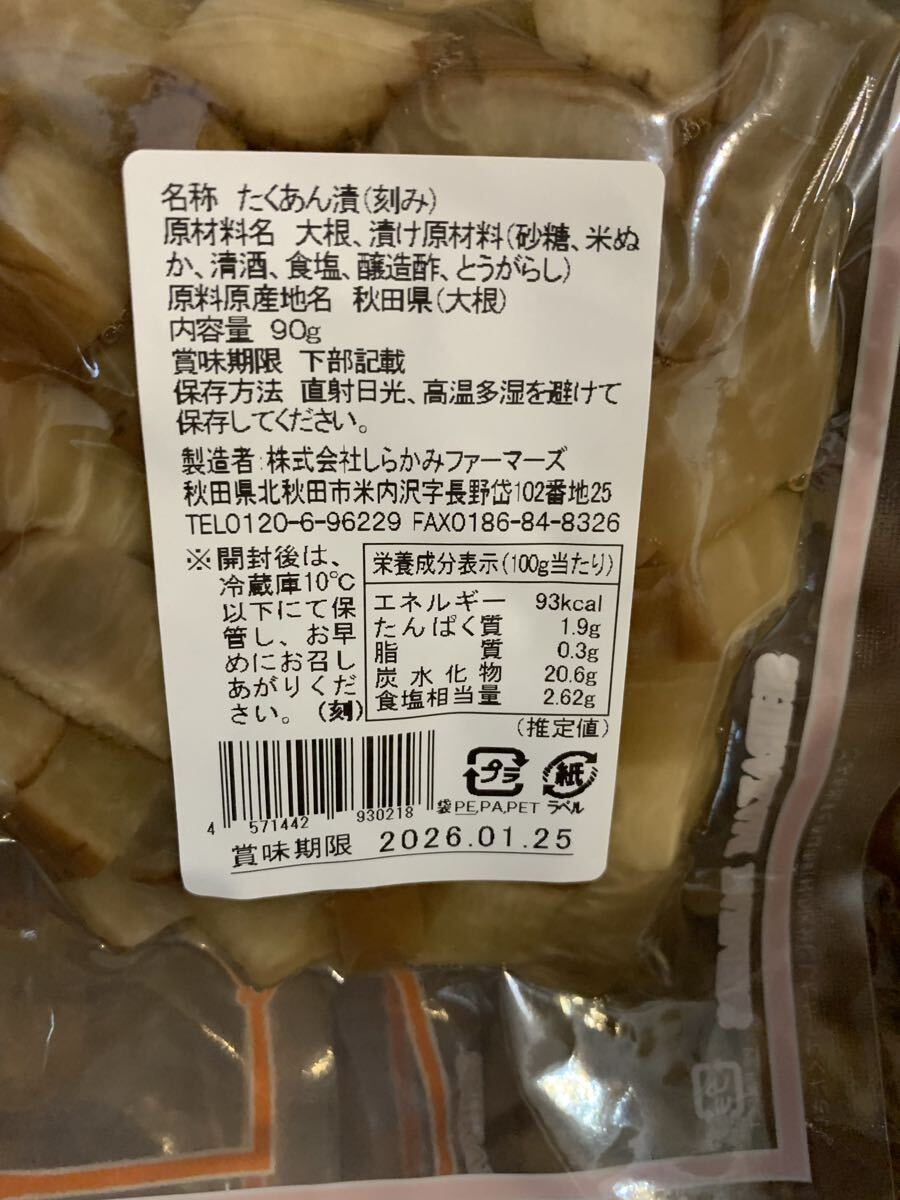 名称 たくあん漬(刻み)
原材料名 大根、漬け原材料(砂糖、米ぬ
か、清酒、食塩、醸造酢、とうがらし)
原料原産地名 秋田県(大根)
内容量 90g
賞味期限 下部記載
保存方法 直射日光、高温多湿を避けて
保存してください。
製造者:株式会社しらかみファーマーズ
秋田県北秋田市米内沢字長野岱102番地25
TEL0120-6-96229 FAX0186-84-8326
※開封後は、
冷蔵庫10℃
以下にて保
管し、お早
めにお召し
あがりくだ
さい。(刻)
栄養成分表示(100g当たり)
エネルギー 93kcal
たんぱく質 1.9g
脂質 0.3g
炭水化物 20.6g
食塩相当量 2.62g
(推定値)
プラ 紙
袋PE,PA,PET ラベル
4 571442 930218
賞味期限 2026.01.25